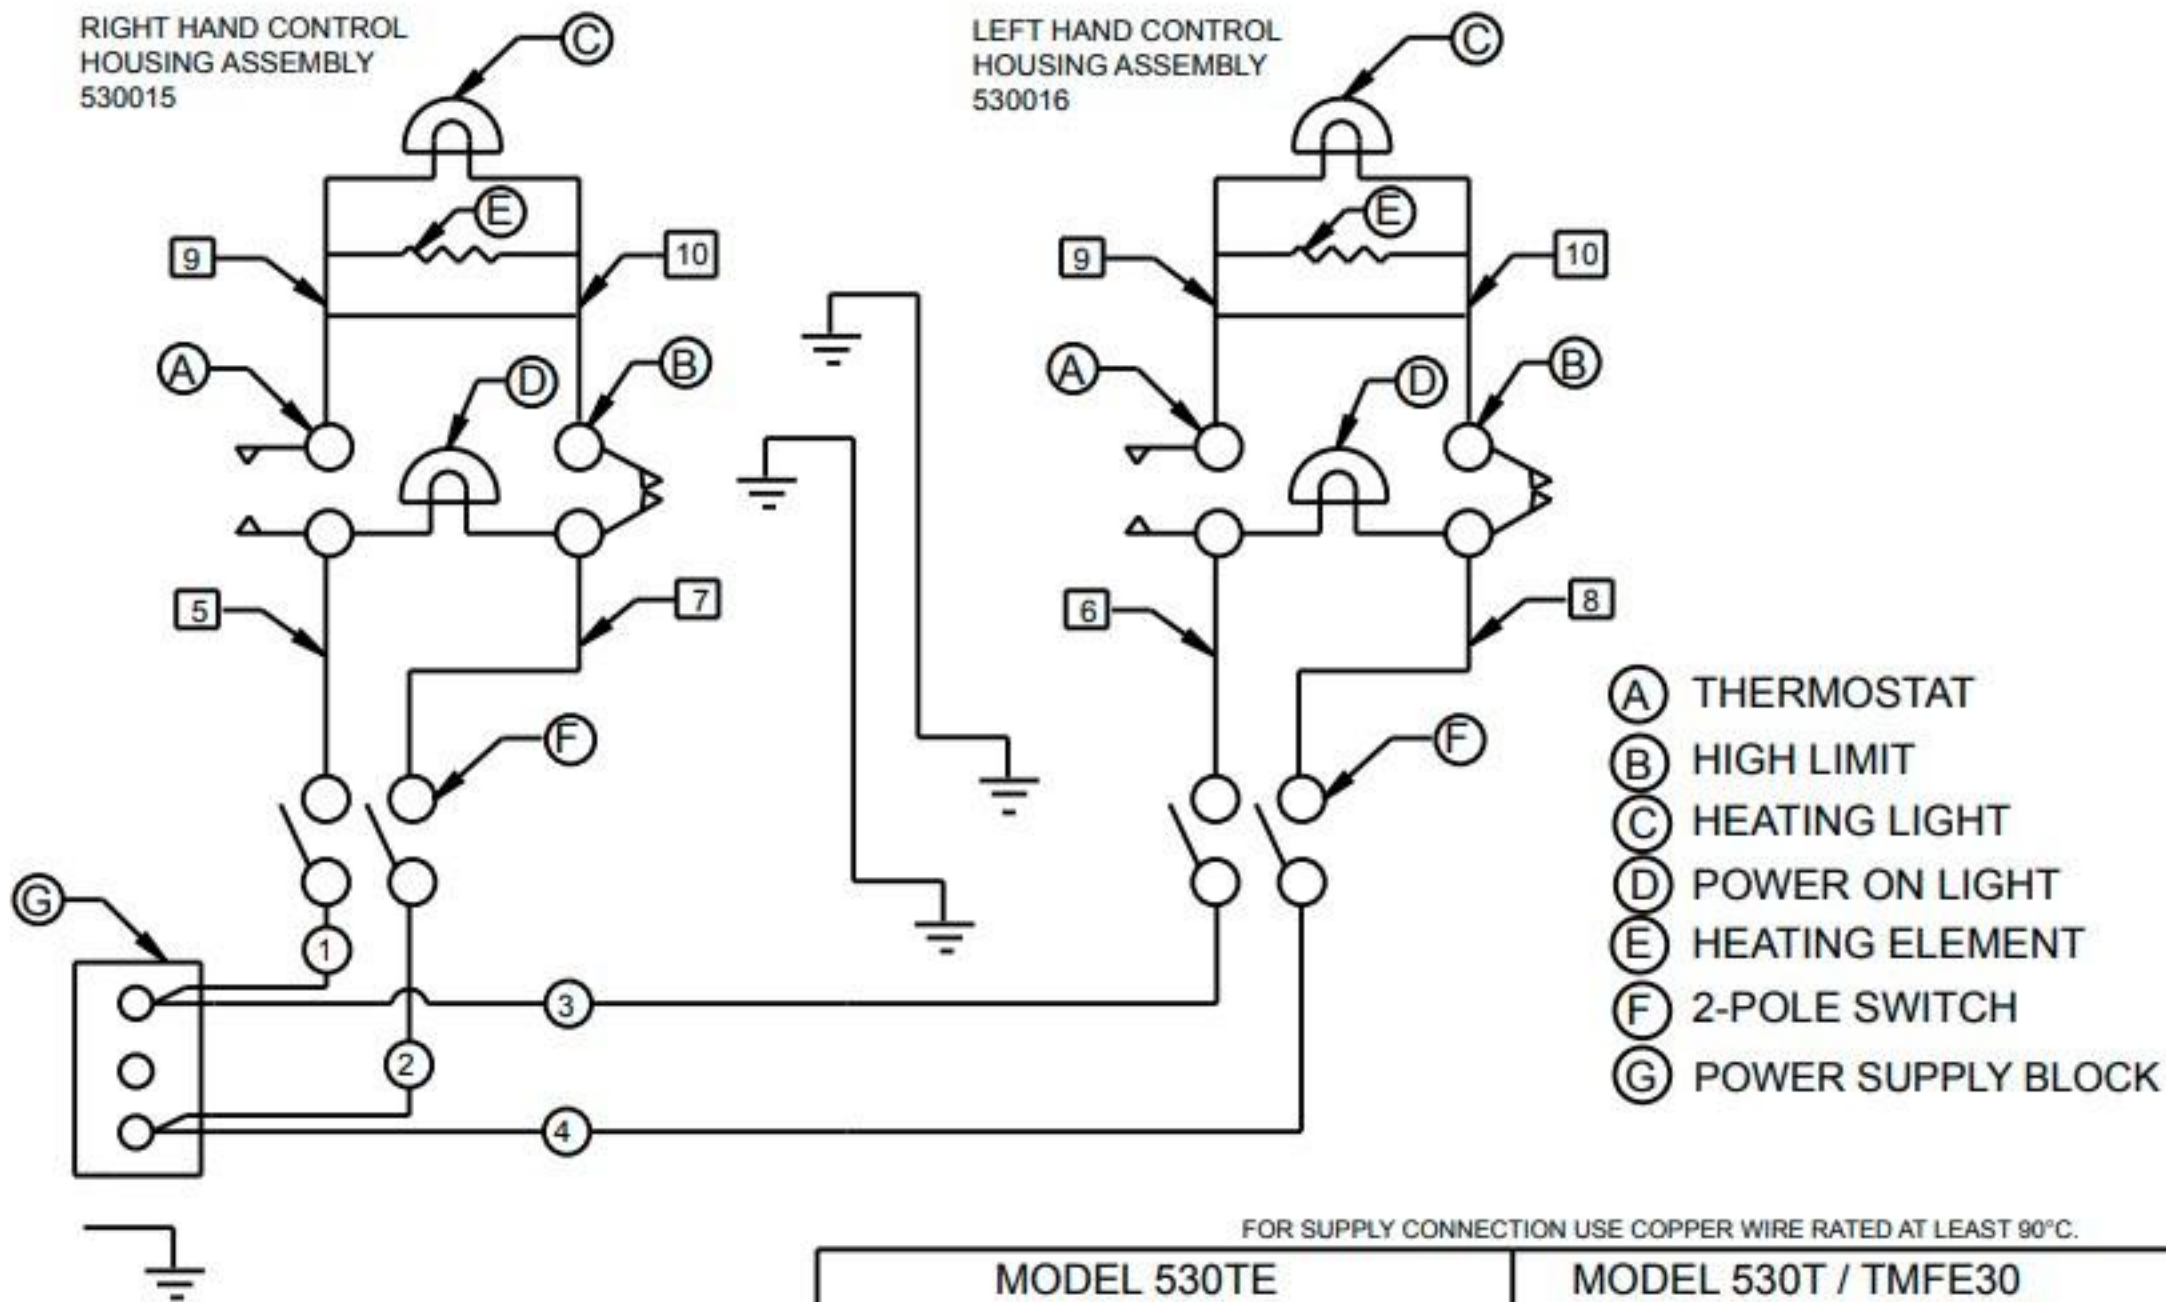 RIGHT HAND CONTROL
HOUSING ASSEMBLY
530015
C
LEFT HAND CONTROL
HOUSING ASSEMBLY
530016
C
E
E
9
10
9
10
A
D
B
A
D
B
5
7
6
8
F
F
G
1
3
2
4
A THERMOSTAT
B HIGH LIMIT
C HEATING LIGHT
D POWER ON LIGHT
E HEATING ELEMENT
F 2-POLE SWITCH
G POWER SUPPLY BLOCK
FOR SUPPLY CONNECTION USE COPPER WIRE RATED AT LEAST 90°C.
MODEL 530TE
MODEL 530T / TMFE30